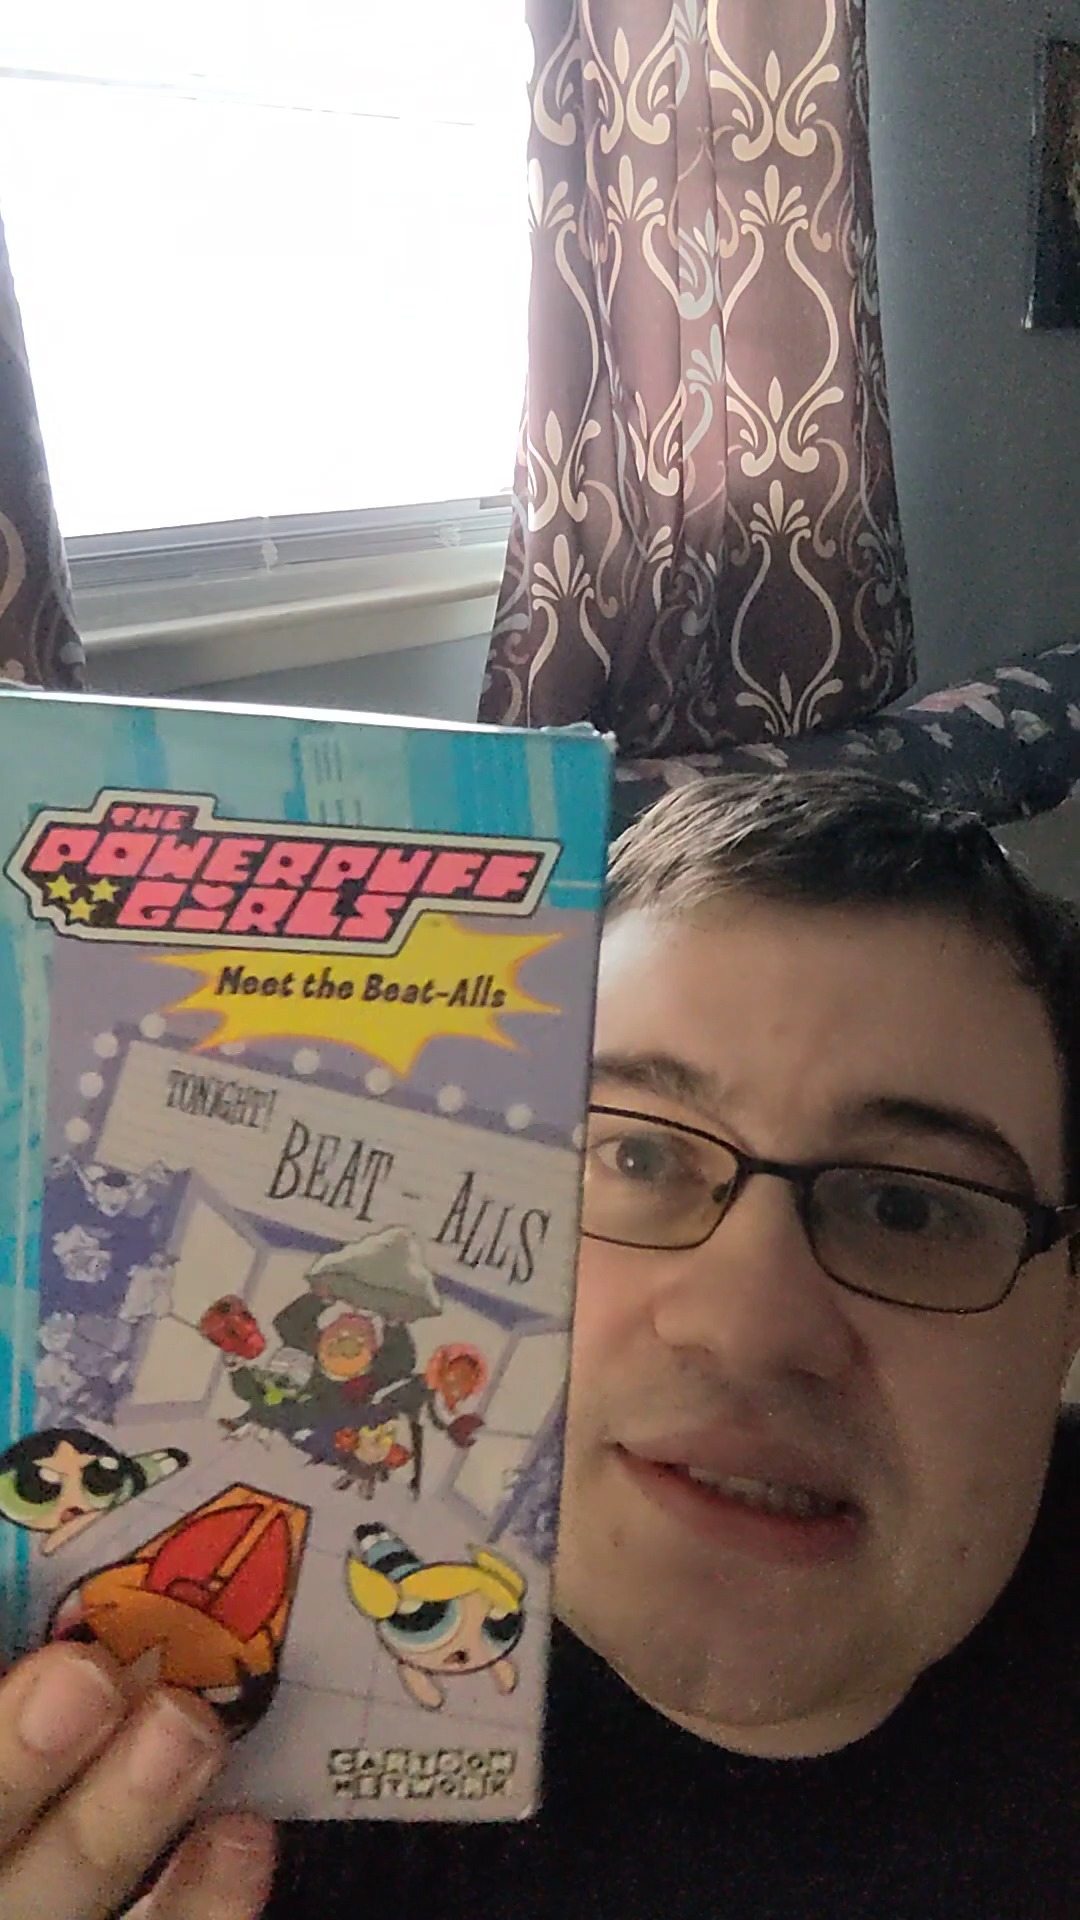 THE
POWERPUFF
GIRLS
Meet the Beat-Alls
TONIGHT!
BEAT - ALLS
CARTOON
NETWORK